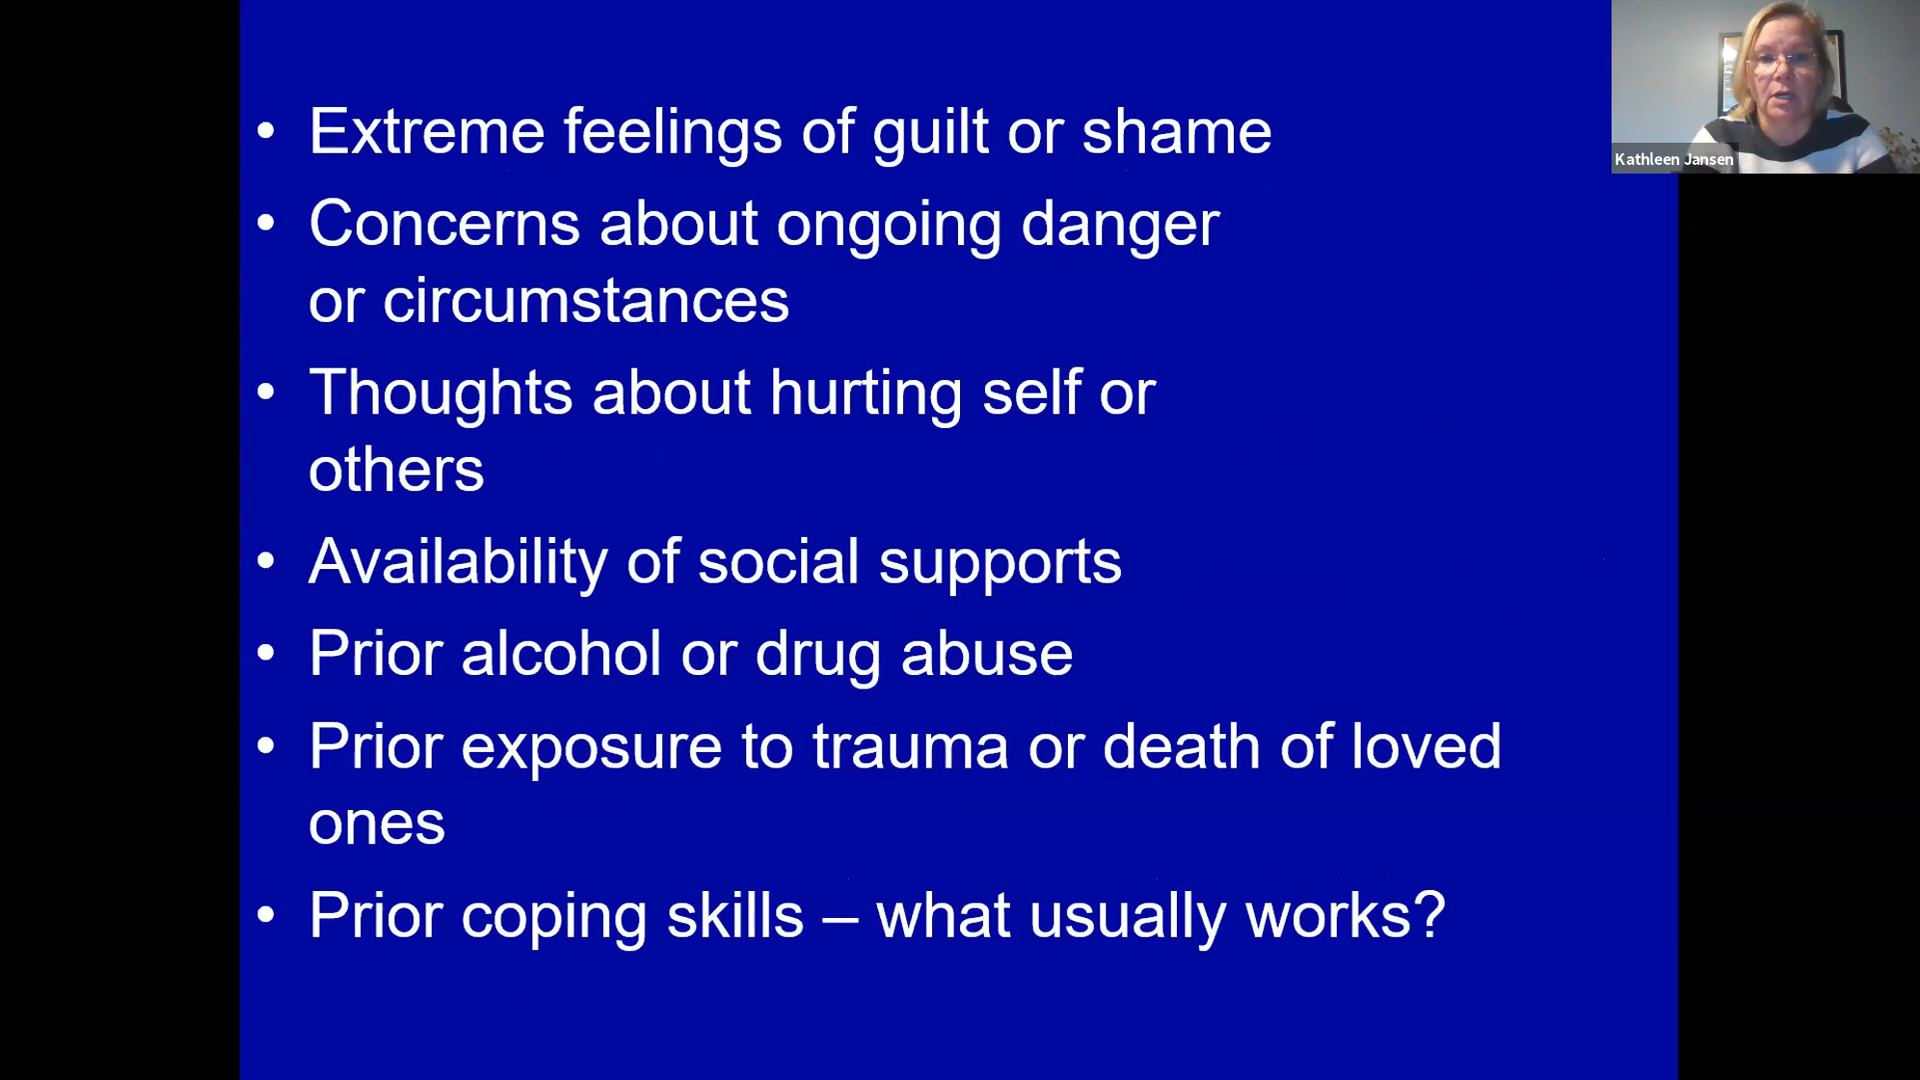 • Extreme feelings of guilt or shame
• Concerns about ongoing danger
or circumstances
• Thoughts about hurting self or
others
• Availability of social supports
• Prior alcohol or drug abuse
• Prior exposure to trauma or death of loved
ones
• Prior coping skills – what usually works?
Kathleen Jansen